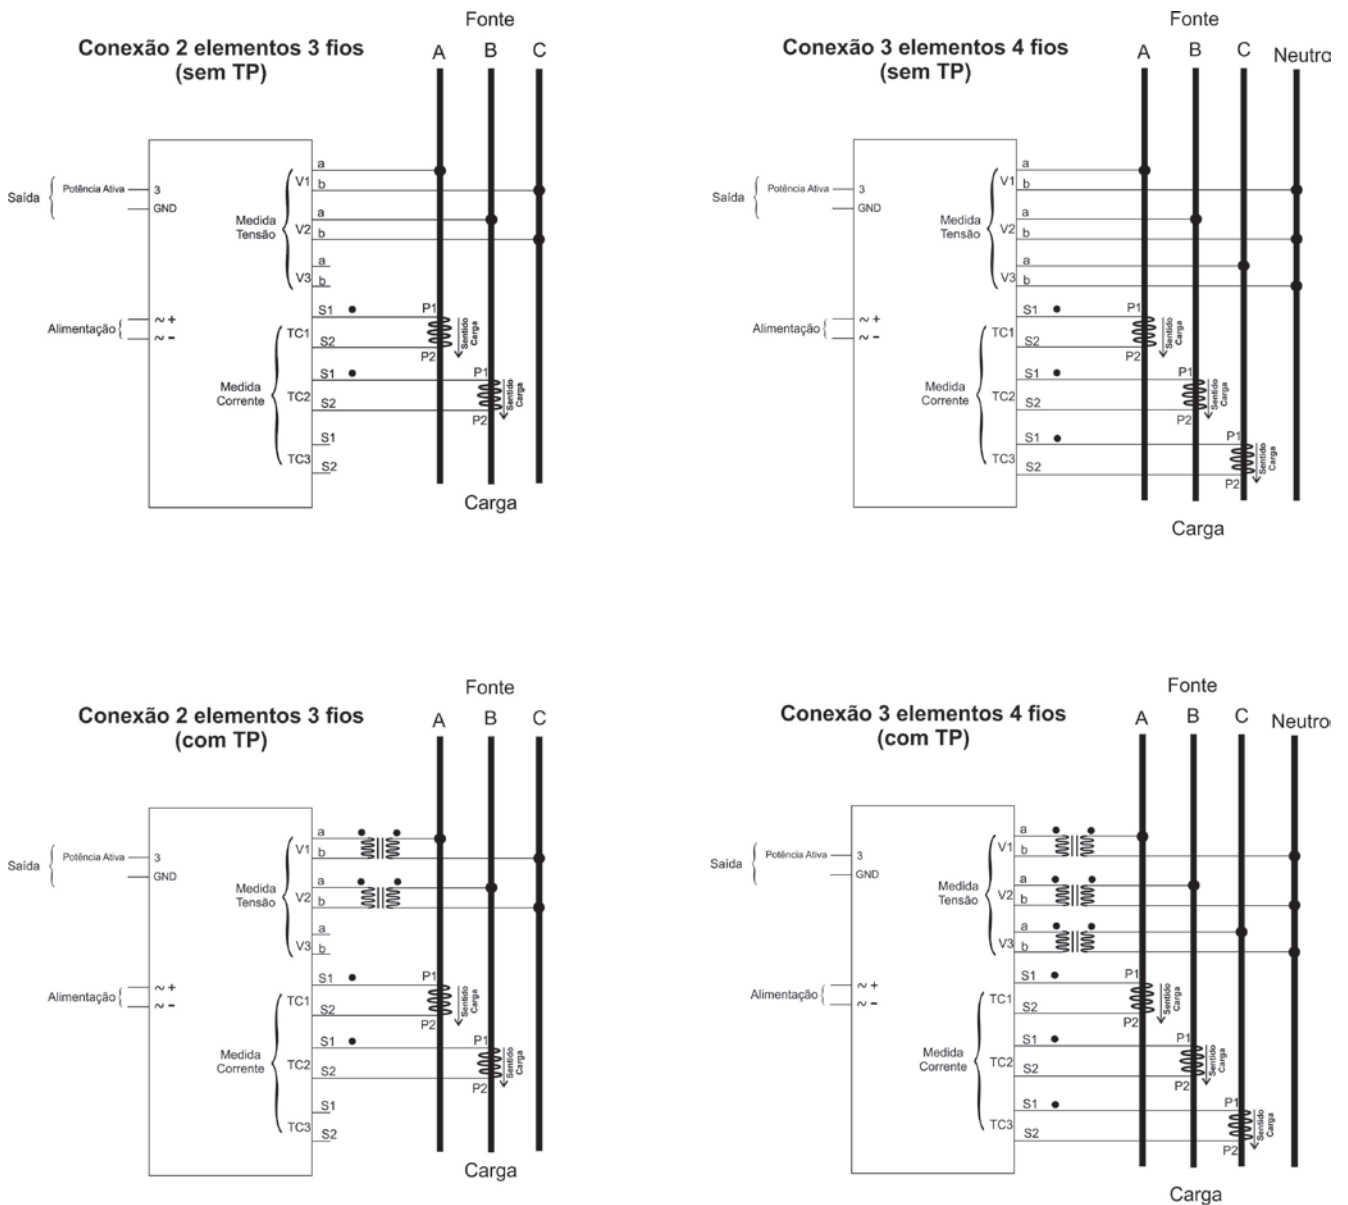 Fonte
Conexão 2 elementos 3 fios
(sem TP)
A
B
C
Saída
Potência Ativa
3
GND
Medida
Tensão
V1
a
b
V2
a
b
V3
a
b
Alimentação
~ +
~ -
Medida
Corrente
TC1
S1
S2
P1
P2
Sentido
Carga
TC2
S1
S2
P1
P2
Sentido
Carga
TC3
S1
S2
Carga
Fonte
Conexão 3 elementos 4 fios
(sem TP)
A
B
C
Neutro
Saída
Potência Ativa
3
GND
Medida
Tensão
V1
a
b
V2
a
b
V3
a
b
Alimentação
~ +
~ -
Medida
Corrente
TC1
S1
S2
P1
P2
Sentido
Carga
TC2
S1
S2
P1
P2
Sentido
Carga
TC3
S1
S2
P1
P2
Sentido
Carga
Carga
Fonte
Conexão 2 elementos 3 fios
(com TP)
A
B
C
Saída
Potência Ativa
3
GND
Medida
Tensão
V1
a
b
V2
a
b
V3
a
b
Alimentação
~ +
~ -
Medida
Corrente
TC1
S1
S2
P1
P2
Sentido
Carga
TC2
S1
S2
P1
P2
Sentido
Carga
TC3
S1
S2
Carga
Fonte
Conexão 3 elementos 4 fios
(com TP)
A
B
C
Neutro
Saída
Potência Ativa
3
GND
Medida
Tensão
V1
a
b
V2
a
b
V3
a
b
Alimentação
~ +
~ -
Medida
Corrente
TC1
S1
S2
P1
P2
Sentido
Carga
TC2
S1
S2
P1
P2
Sentido
Carga
TC3
S1
S2
P1
P2
Sentido
Carga
Carga